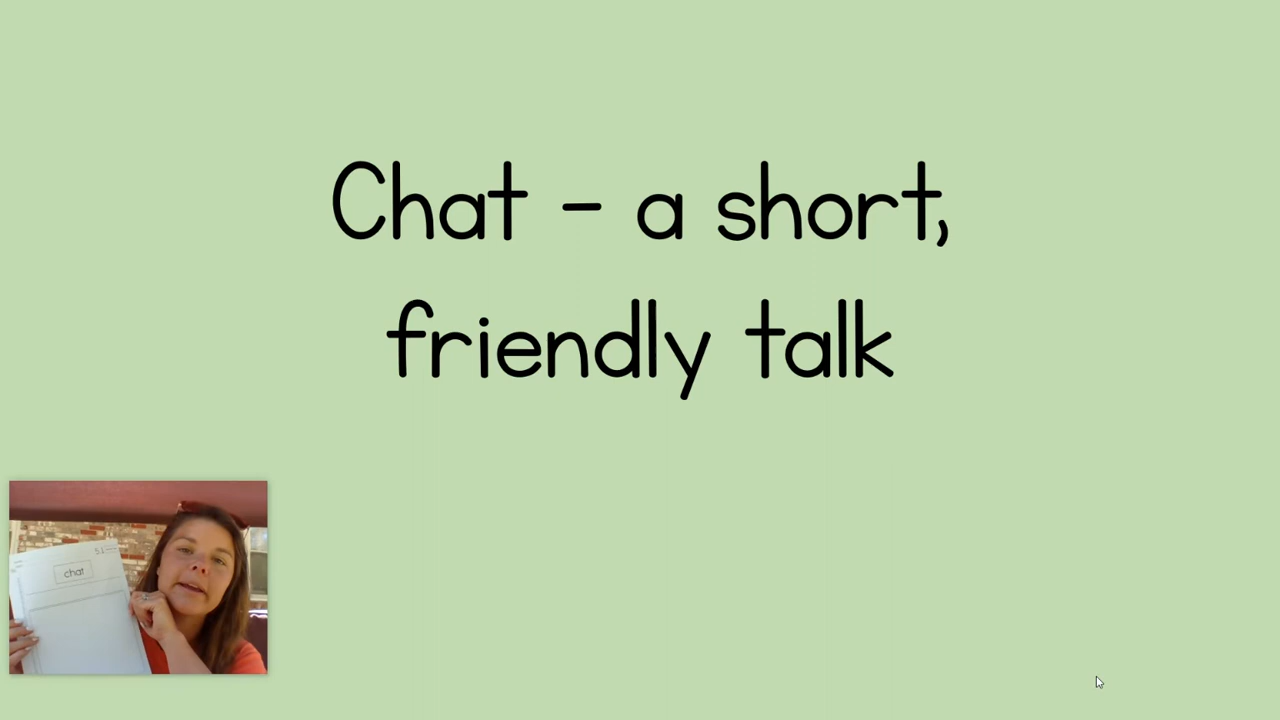 Chat - a short,
friendly talk
chat